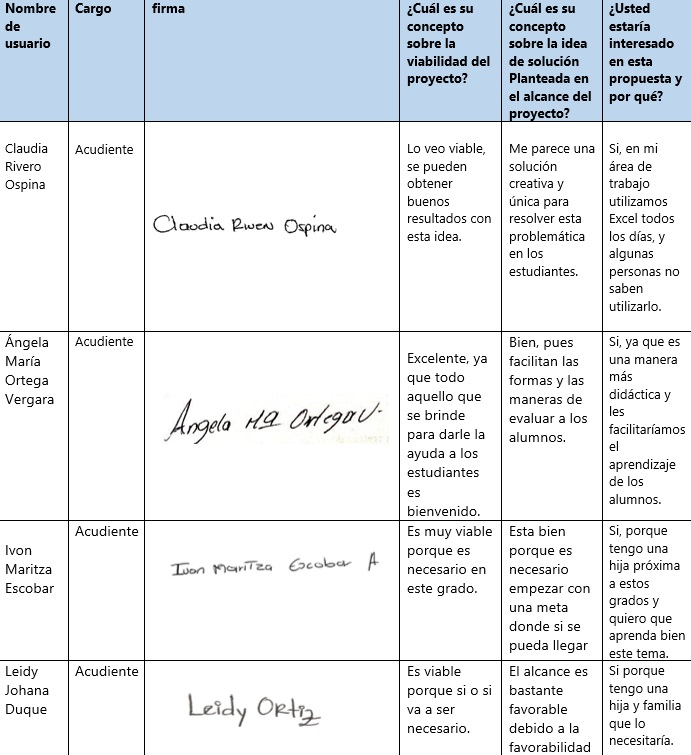 Nombre de usuario
Cargo
firma
¿Cuál es su concepto sobre la viabilidad del proyecto?
¿Cuál es su concepto sobre la idea de solución Planteada en el alcance del proyecto?
¿Usted estaría interesado en esta propuesta y por qué?
Claudia Rivero Ospina
Acudiente
Claudia Rivero Ospina
Lo veo viable, se pueden obtener buenos resultados con esta idea.
Me parece una solución creativa y única para resolver esta problemática en los estudiantes.
Si, en mi área de trabajo utilizamos Excel todos los días, y algunas personas no saben utilizarlo.
Ángela María Ortega Vergara
Acudiente
Angela Mª Ortega V.
Excelente, ya que todo aquello que se brinde para darle la ayuda a los estudiantes es bienvenido.
Bien, pues facilitan las formas y las maneras de evaluar a los alumnos.
Si, ya que es una manera más didáctica y les facilitaríamos el aprendizaje de los alumnos.
Ivon Maritza Escobar
Acudiente
Ivon Maritza Escobar A
Es muy viable porque es necesario en este grado.
Esta bien porque es necesario empezar con una meta donde si se pueda llegar
Si, porque tengo una hija próxima a estos grados y quiero que aprenda bien este tema.
Leidy Johana Duque
Acudiente
Leidy Ortiz
Es viable porque si o si va a ser necesario.
El alcance es bastante favorable debido a la favorabilidad
Si porque tengo una hija y familia que lo necesitaría.